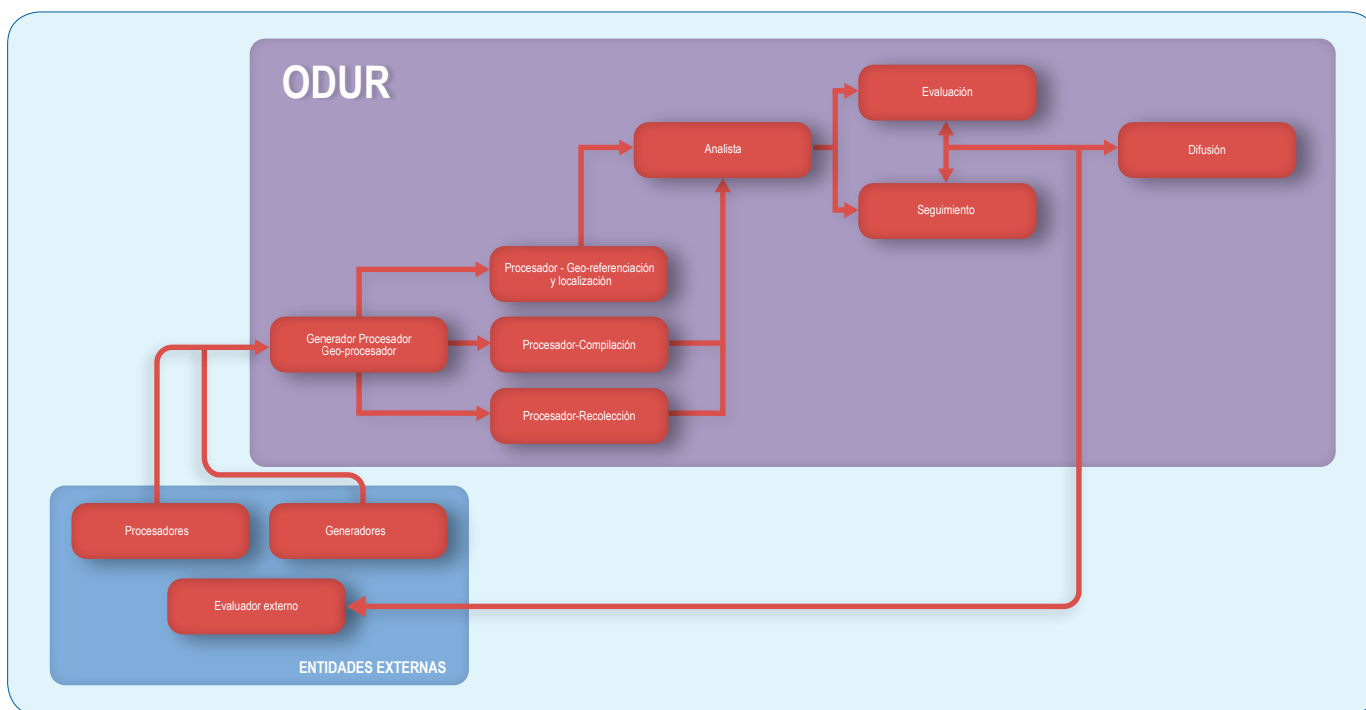 ODUR
Evaluación
Analista
Difusión
Seguimiento
Procesador - Geo-referenciación
y localización
Generador Procesador
Geo-procesador
Procesador-Compilación
Procesador-Recolección
Procesadores
Generadores
Evaluador externo
ENTIDADES EXTERNAS